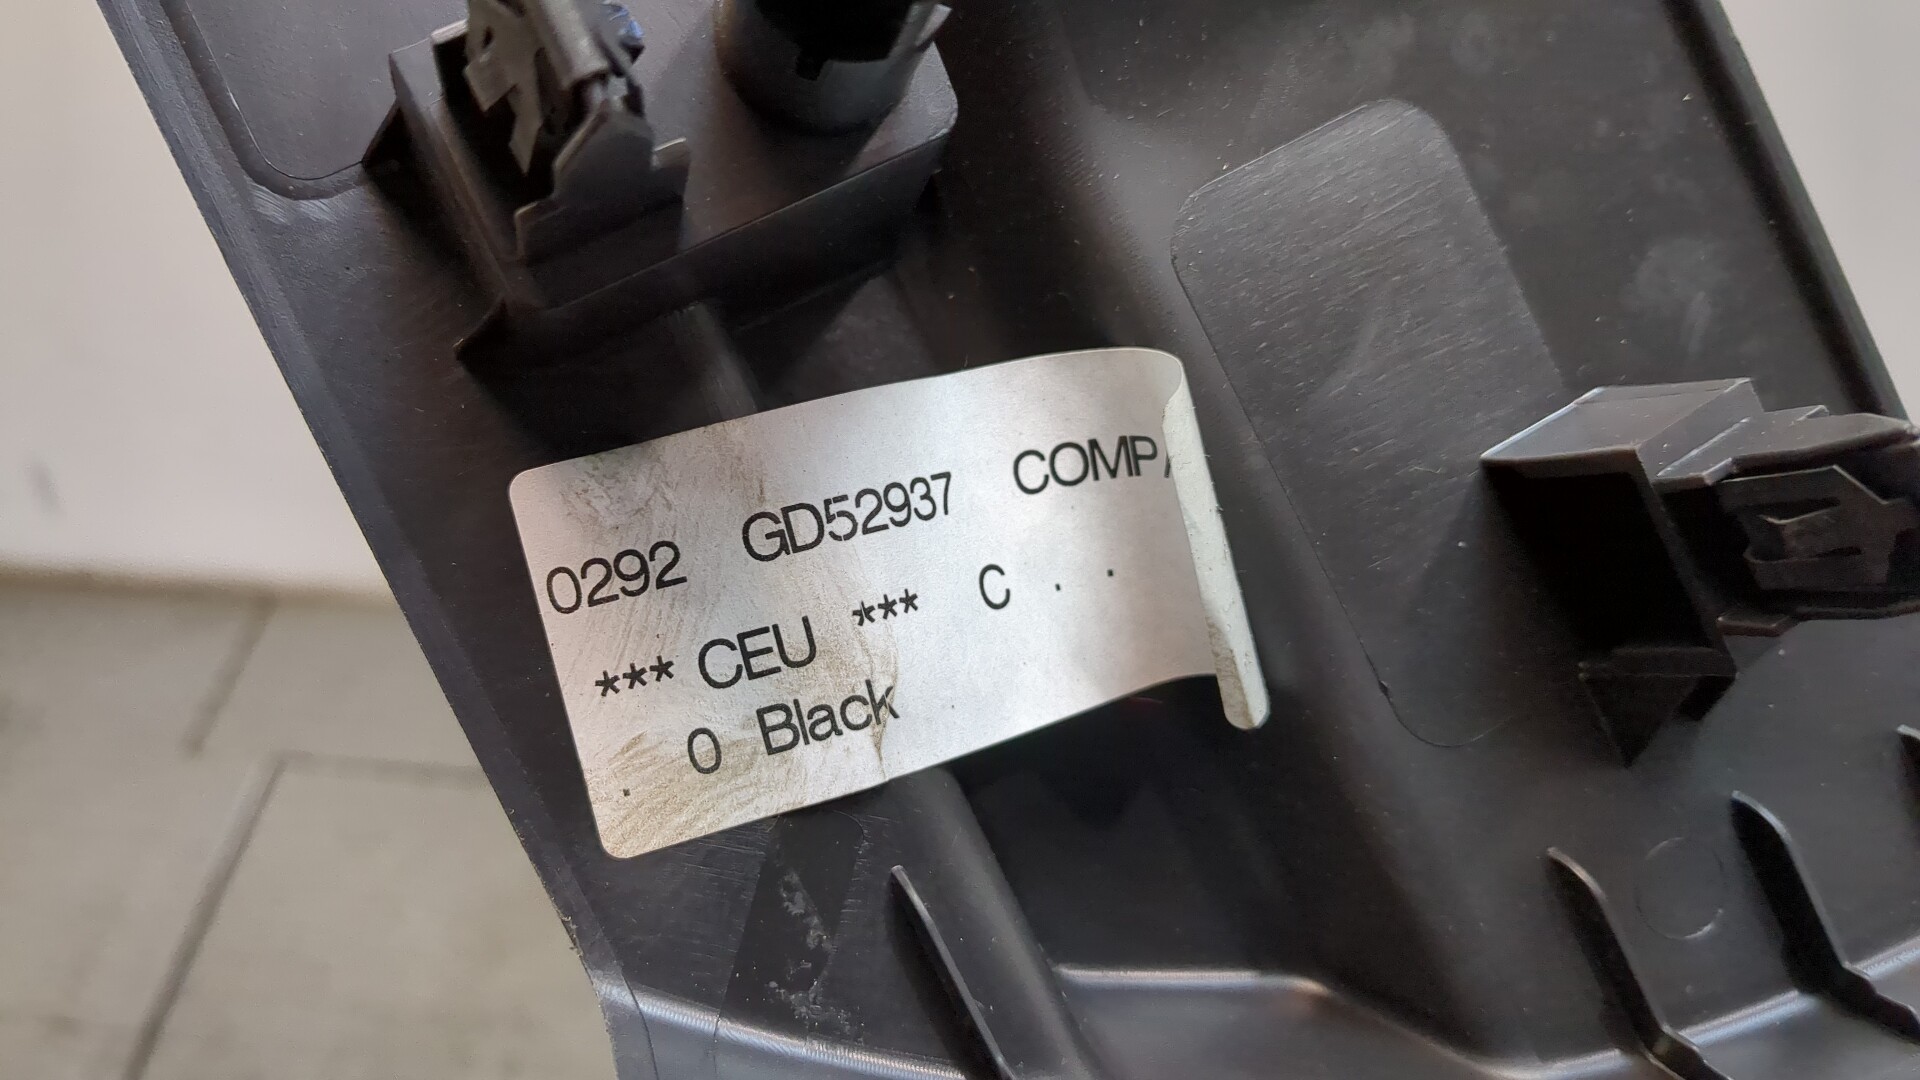 0292 GD52937 COMP
*** CEU *** C . .
. 0 Black